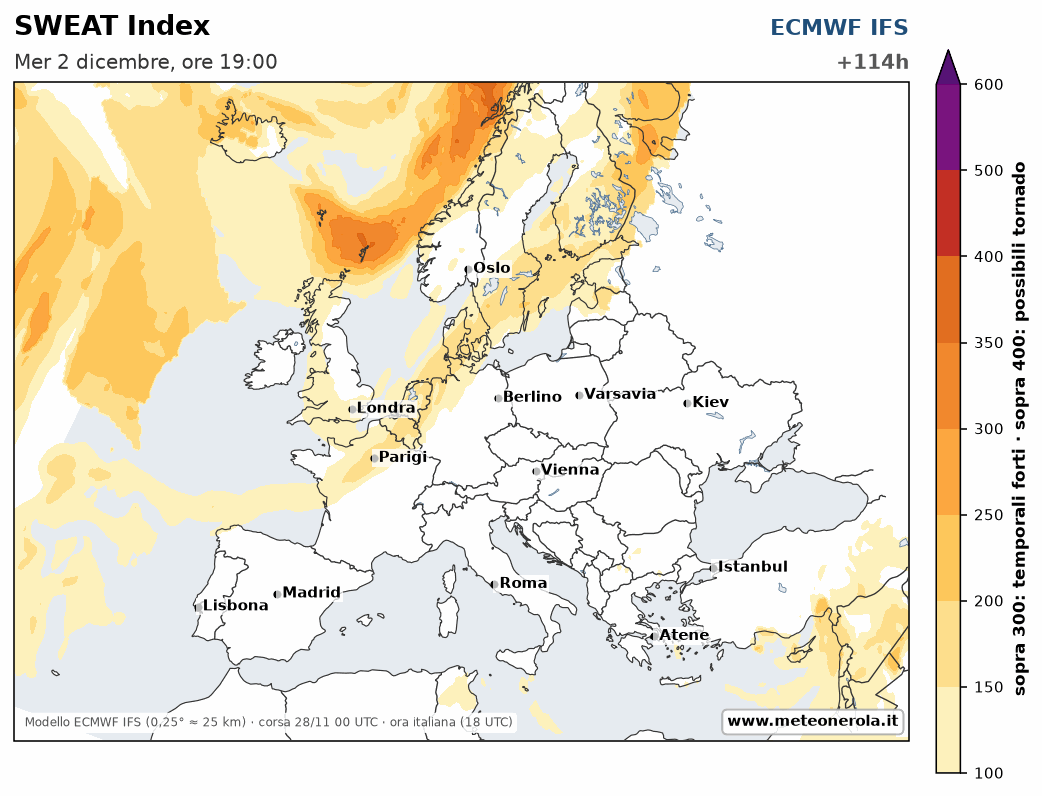 SWEAT Index
ECMWF IFS
Mer 2 dicembre, ore 19:00
+114h
Oslo
Londra
Berlino
Varsavia
Kiev
Parigi
Vienna
Istanbul
Roma
Madrid
Lisbona
Atene
Modello ECMWF IFS (0,25° ≈ 25 km) · corsa 28/11 00 UTC · ora italiana (18 UTC)
www.meteonerola.it
600
500
400
350
300
250
200
150
100
sopra 300: temporali forti · sopra 400: possibili tornado